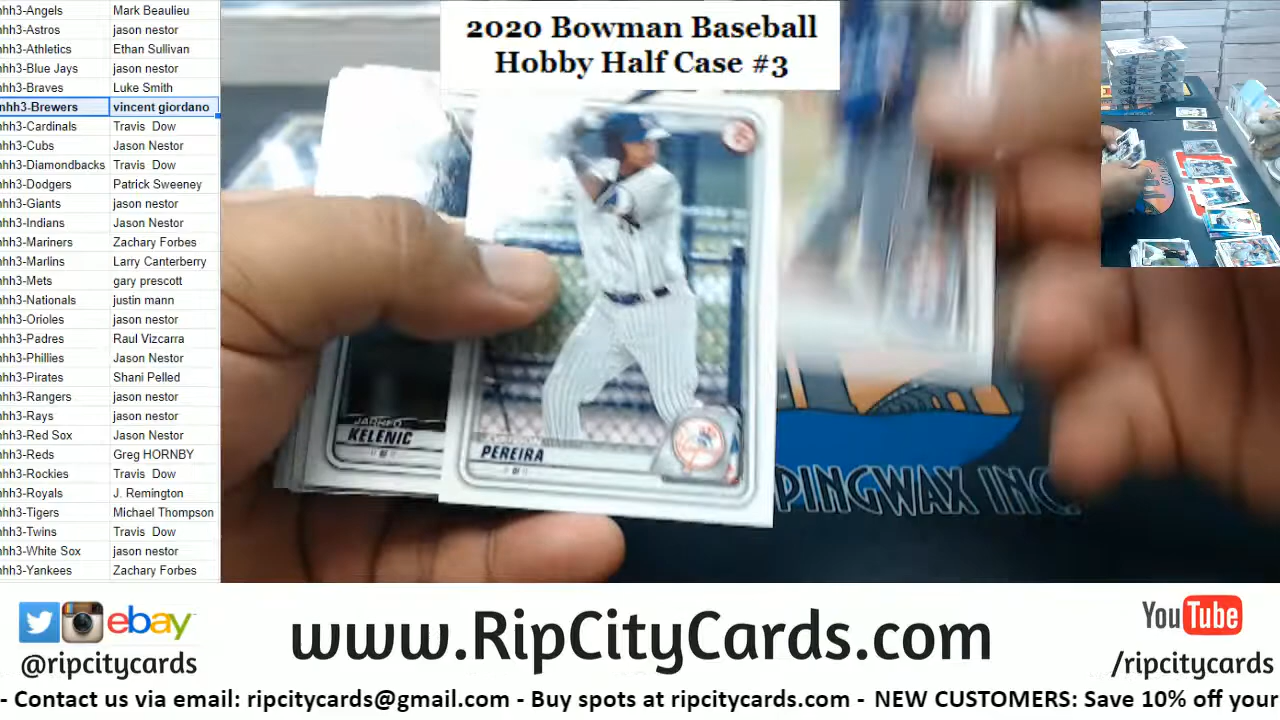 2020 Bowman Baseball
Hobby Half Case #3
hh3-Angels Mark Beaulieu
hh3-Astros jason nestor
hh3-Athletics Ethan Sullivan
hh3-Blue Jays jason nestor
hh3-Braves Luke Smith
hh3-Brewers vincent giordano
hh3-Cardinals Travis Dow
hh3-Cubs Jason Nestor
hh3-Diamondbacks Travis Dow
hh3-Dodgers Patrick Sweeney
hh3-Giants jason nestor
hh3-Indians Jason Nestor
hh3-Mariners Zachary Forbes
hh3-Marlins Larry Canterberry
hh3-Mets gary prescott
hh3-Nationals justin mann
hh3-Orioles jason nestor
hh3-Padres Raul Vizcarra
hh3-Phillies Jason Nestor
hh3-Pirates Shani Pelled
hh3-Rangers jason nestor
hh3-Rays jason nestor
hh3-Red Sox Jason Nestor
hh3-Reds Greg HORNBY
hh3-Rockies Travis Dow
hh3-Royals J. Remington
hh3-Tigers Michael Thompson
hh3-Twins Travis Dow
hh3-White Sox jason nestor
hh3-Yankees Zachary Forbes
JARRED
KELENIC
OF
PEREIRA
OF
PINGWAX INC
ebay
@ripcitycards
www.RipCityCards.com
YouTube
/ripcitycards
- Contact us via email: ripcitycards@gmail.com - Buy spots at ripcitycards.com - NEW CUSTOMERS: Save 10% off your